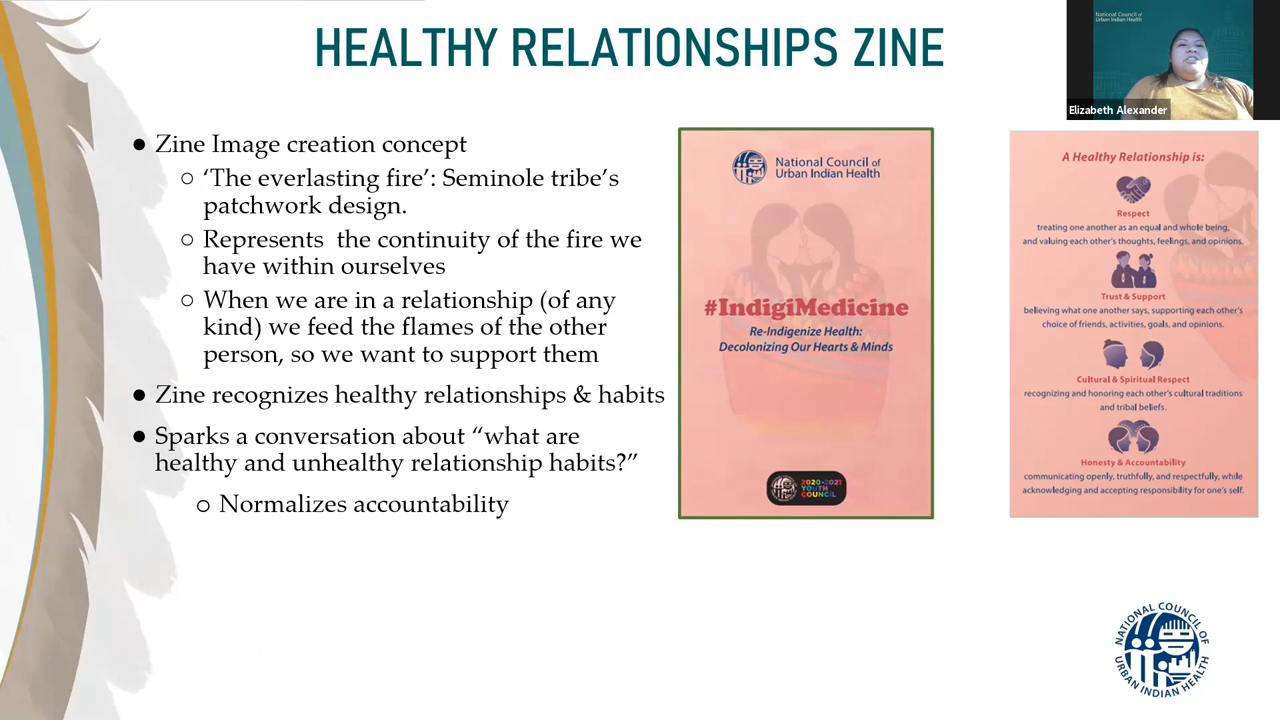 HEALTHY RELATIONSHIPS ZINE
National Council of
Urban Indian Health
Elizabeth Alexander
● Zine Image creation concept
○ ‘The everlasting fire’: Seminole tribe’s
patchwork design.
○ Represents the continuity of the fire we
have within ourselves
○ When we are in a relationship (of any
kind) we feed the flames of the other
person, so we want to support them
● Zine recognizes healthy relationships & habits
● Sparks a conversation about “what are
healthy and unhealthy relationship habits?”
○ Normalizes accountability
National Council of
Urban Indian Health
#IndigiMedicine
Re-Indigenize Health:
Decolonizing Our Hearts & Minds
2020-2021
YOUTH
COUNCIL
A Healthy Relationship is:
Respect
treating one another as an equal and whole being,
and valuing each other’s thoughts, feelings, and opinions.
Trust & Support
believing what one another says, supporting each other’s
choice of friends, activities, goals, and opinions.
Cultural & Spiritual Respect
recognizing and honoring each other’s cultural traditions
and tribal beliefs.
Honesty & Accountability
communicating openly, truthfully, and respectfully, while
acknowledging and accepting responsibility for one’s self.
NATIONAL COUNCIL OF
URBAN INDIAN HEALTH